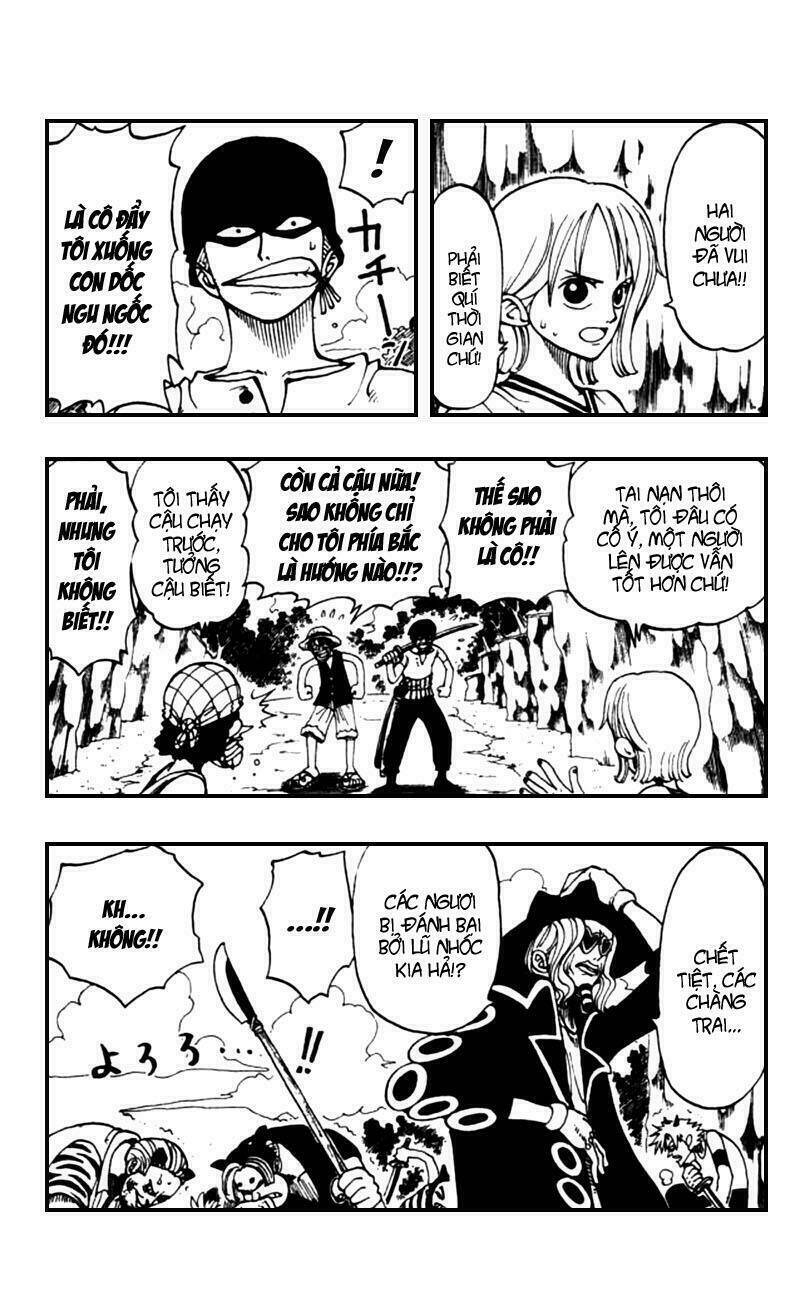 HAI
NGƯỜI
ĐÃ VUI
CHƯA!!
PHẢI
BIẾT
QUÍ
THỜI
GIAN
CHỨ!
!
カチー
LÀ CÔ ĐẨY
TÔI XUỐNG
CON DỐC
NGU NGỐC
ĐÓ!!!
TAI NẠN THÔI
MÀ, TÔI ĐÂU CÓ
CỐ Ý, MỘT NGƯỜI
LÊN ĐƯỢC VẪN
TỐT HƠN CHỨ!
THẾ SAO
KHÔNG PHẢI
LÀ CÔ!!
CÒN CẢ CẬU NỮA!
SAO KHÔNG CHỈ
CHO TÔI PHÍA BẮC
LÀ HƯỚNG NÀO!!?
TÔI THẤY
CẬU CHẠY
TRƯỚC,
TƯỞNG
CẬU BIẾT!
PHẢI,
NHƯNG
TÔI
KHÔNG
BIẾT!!
CHẾT
TIỆT, CÁC
CHÀNG
TRAI...
CÁC NGƯƠI
BỊ ĐÁNH BẠI
BỞI LŨ NHÓC
KIA HẢ!?
...!!
!!
KH...
KHÔNG!!
よろろ...